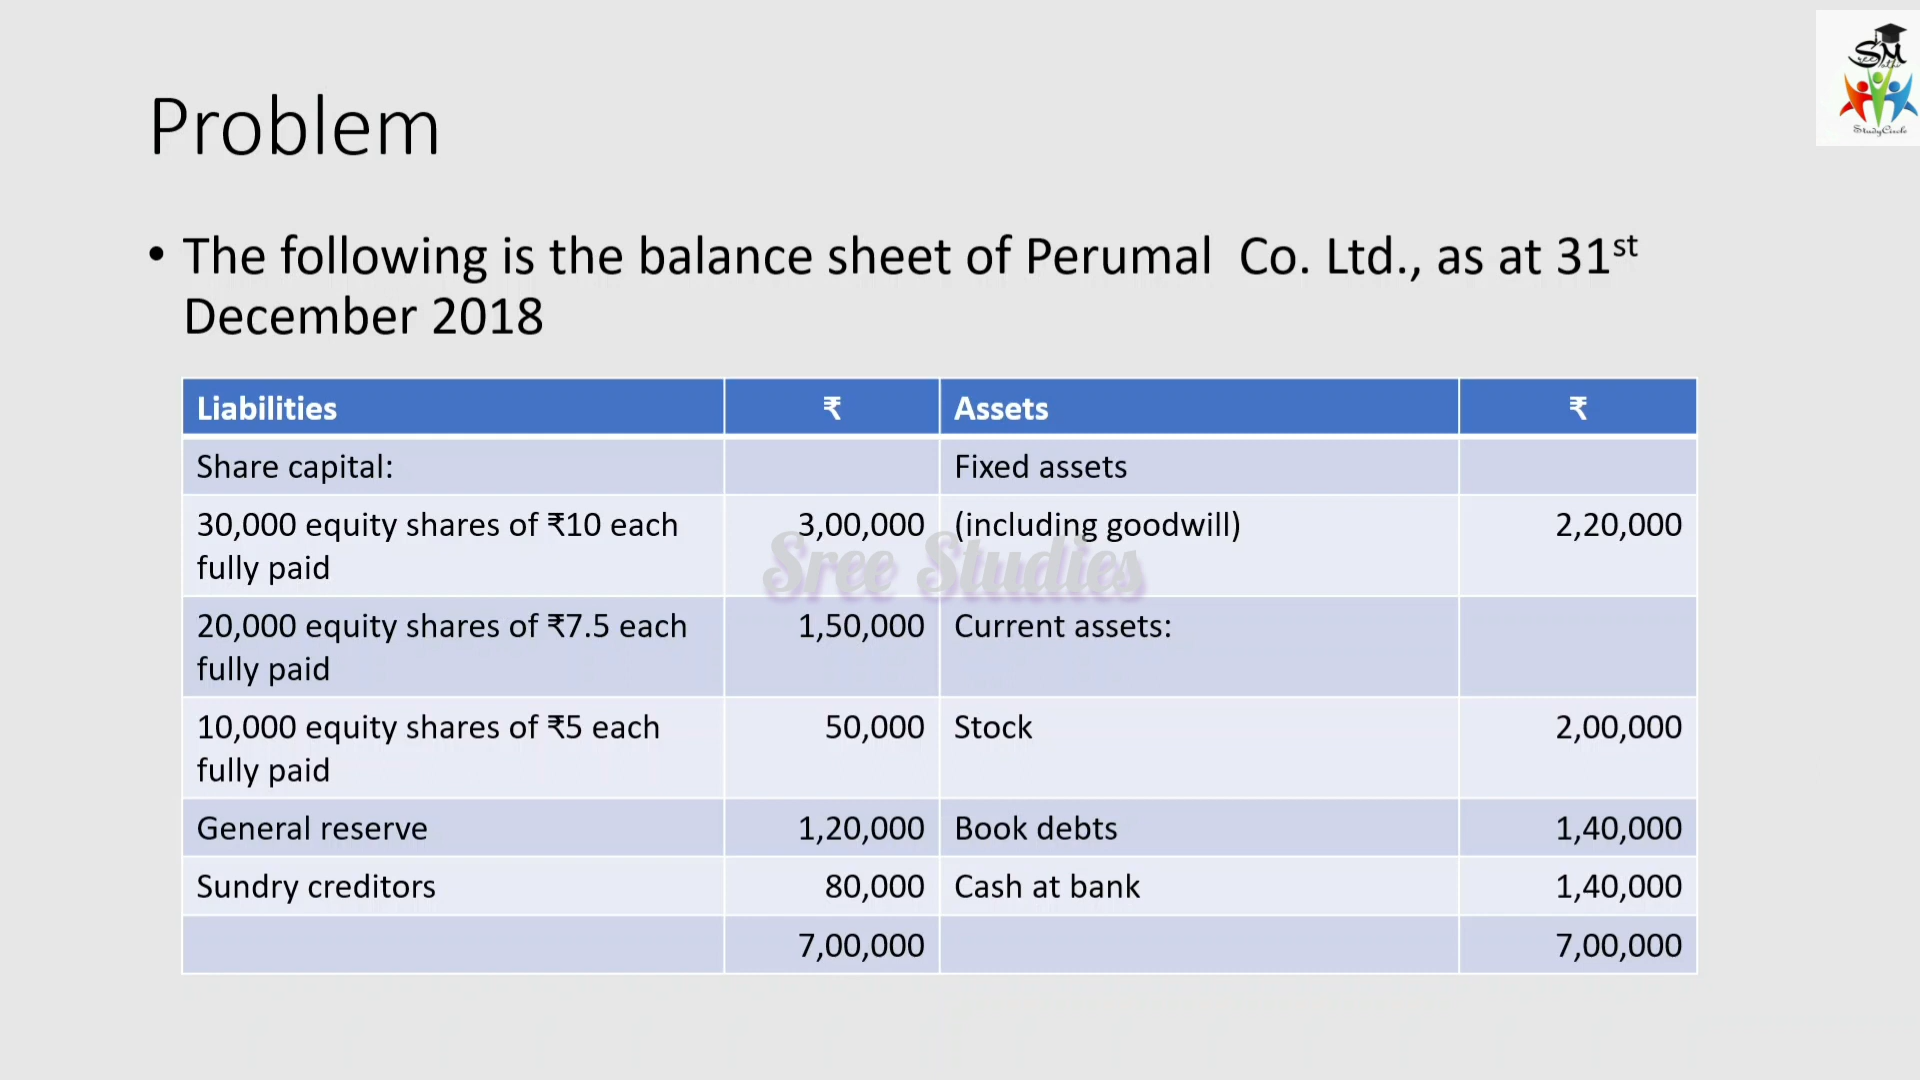 Problem
• The following is the balance sheet of Perumal Co. Ltd., as at 31st
December 2018
Liabilities ₹ Assets ₹
Share capital: Fixed assets
30,000 equity shares of ₹10 each 3,00,000 (including goodwill) 2,20,000
fully paid
20,000 equity shares of ₹7.5 each 1,50,000 Current assets:
fully paid
10,000 equity shares of ₹5 each 50,000 Stock 2,00,000
fully paid
General reserve 1,20,000 Book debts 1,40,000
Sundry creditors 80,000 Cash at bank 1,40,000
7,00,000 7,00,000
Sree Studies
SM
StudyCircle